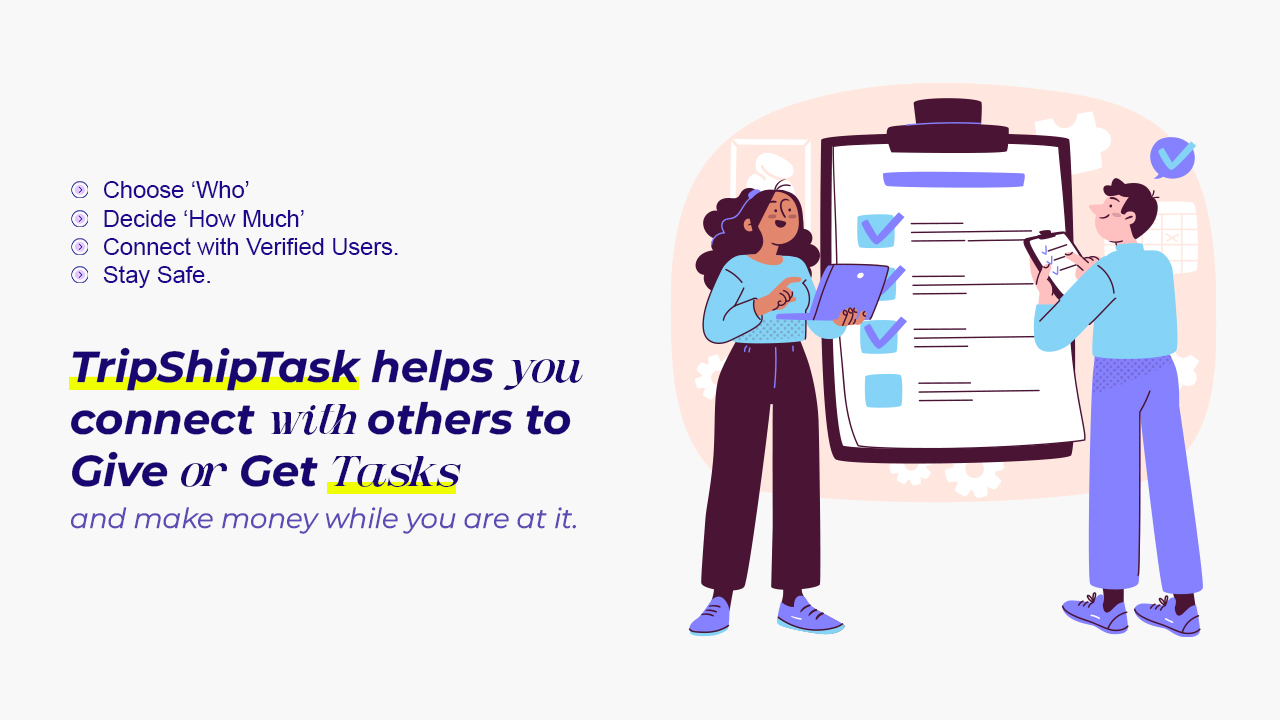 Choose ‘Who’
Decide ‘How Much’
Connect with Verified Users.
Stay Safe.
TripShipTask helps you
connect with others to
Give or Get Tasks
and make money while you are at it.